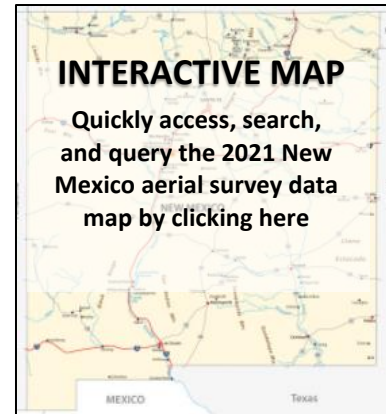 INTERACTIVE MAP
Quickly access, search,
and query the 2021 New
Mexico aerial survey data
map by clicking here
NEW MEXICO
MEXICO
Texas